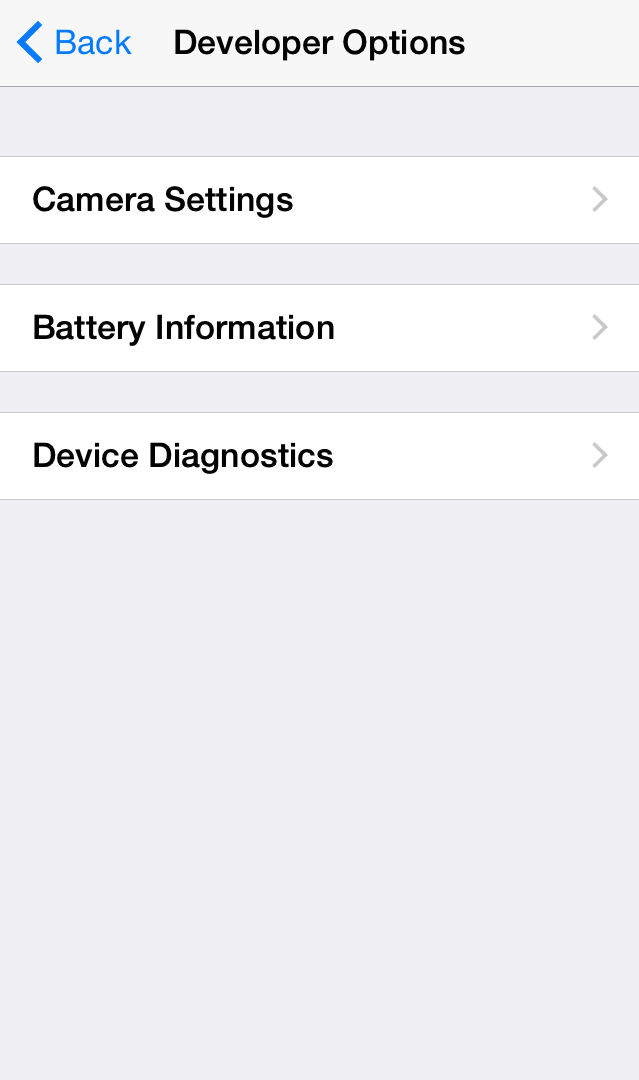 Back Developer Options
Camera Settings
Battery Information
Device Diagnostics